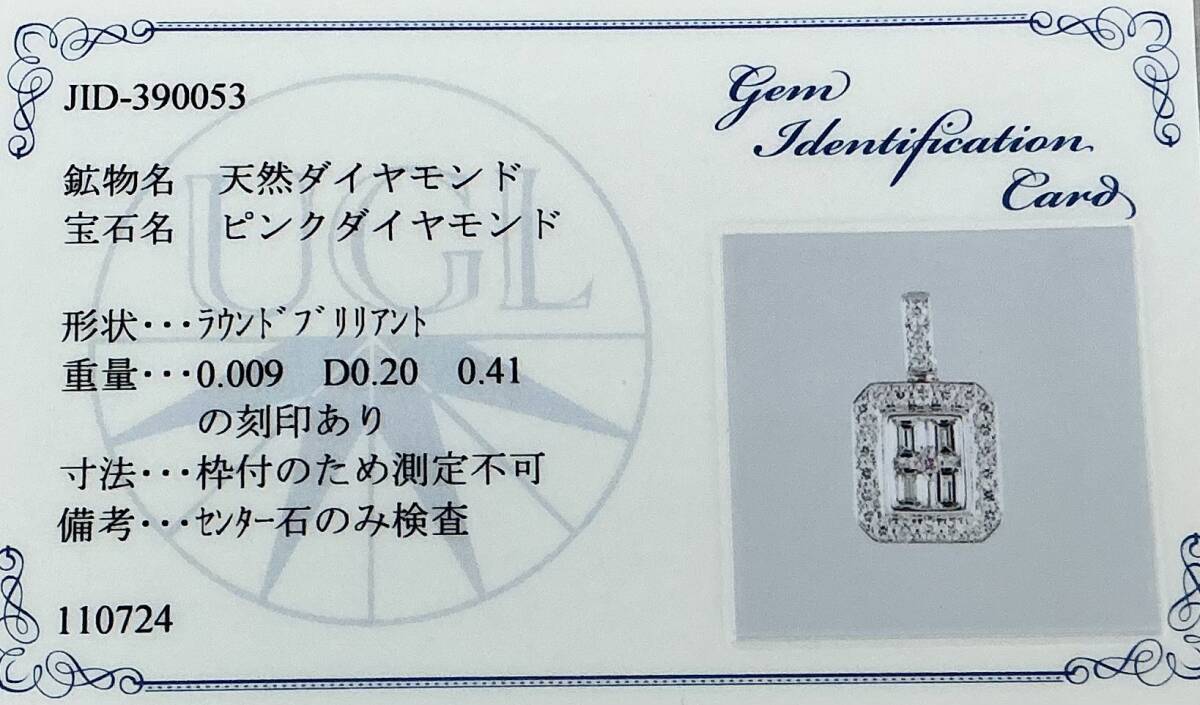 JID-390053
鉱物名 天然ダイヤモンド
宝石名 ピンクダイヤモンド
形状･･･ﾗｳﾝﾄﾞﾌﾞﾘﾘｱﾝﾄ
重量･･･0.009 D0.20 0.41
の刻印あり
寸法･･･枠付のため測定不可
備考･･･ｾﾝﾀｰ石のみ検査
110724
UGL
Gem
Identification
Card